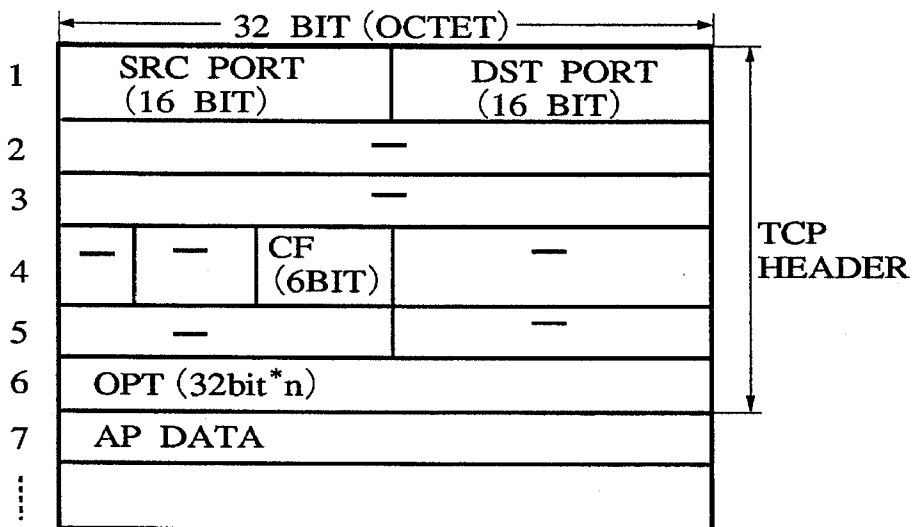 32 BIT (OCTET)
1
SRC PORT
(16 BIT)
DST PORT
(16 BIT)
2
—
3
—
4
—
—
CF
(6BIT)
—
5
—
—
6
OPT (32bit*n)
7
AP DATA
TCP
HEADER